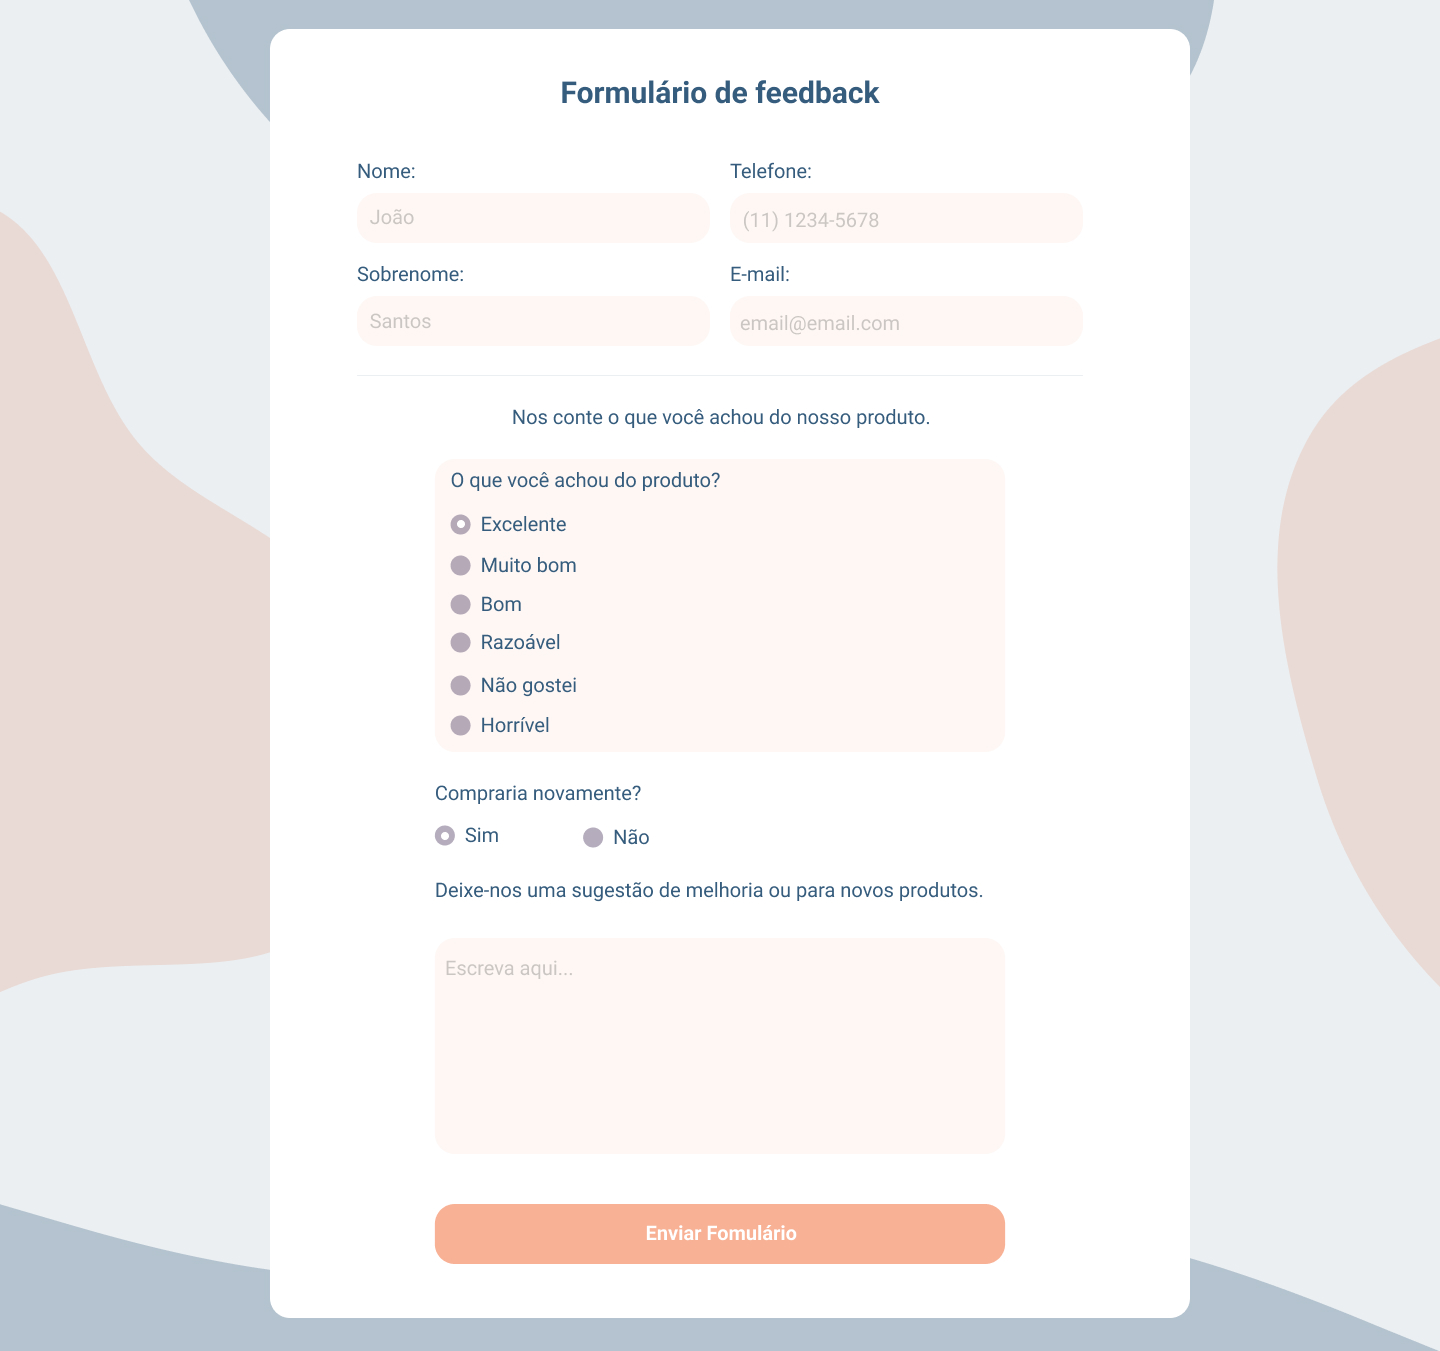 Formulário de feedback
Nome:
Telefone:
João
(11) 1234-5678
Sobrenome:
E-mail:
Santos
email@email.com
Nos conte o que você achou do nosso produto.
O que você achou do produto?
Excelente
Muito bom
Bom
Razoável
Não gostei
Horrível
Compraria novamente?
Sim
Não
Deixe-nos uma sugestão de melhoria ou para novos produtos.
Escreva aqui...
Enviar Fomulário